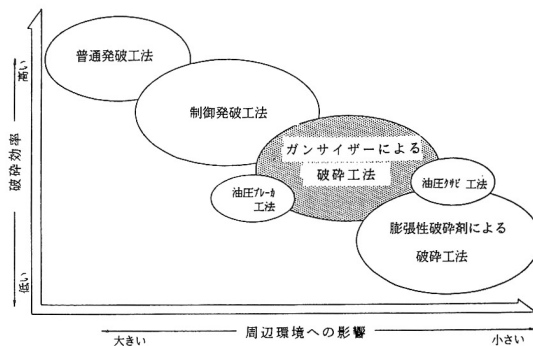 普通発破工法
制御発破工法
ガンサイザーによる
破砕工法
油圧ブレーカ
工法
油圧クサビ 工法
膨張性破砕剤による
破砕工法
高い
破砕効率
低い
大きい
周辺環境への影響
小さい